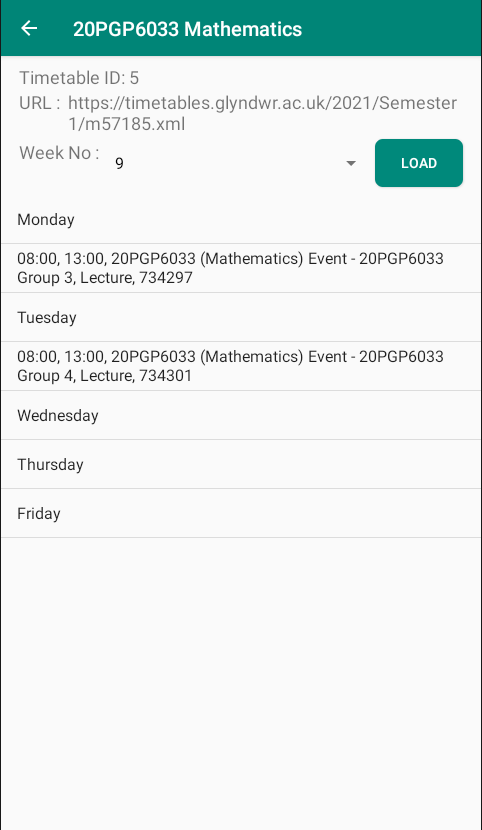 20PGP6033 Mathematics
Timetable ID: 5
URL : https://timetables.glyndwr.ac.uk/2021/Semester
1/m57185.xml
Week No : 9 LOAD
Monday
08:00, 13:00, 20PGP6033 (Mathematics) Event - 20PGP6033
Group 3, Lecture, 734297
Tuesday
08:00, 13:00, 20PGP6033 (Mathematics) Event - 20PGP6033
Group 4, Lecture, 734301
Wednesday
Thursday
Friday